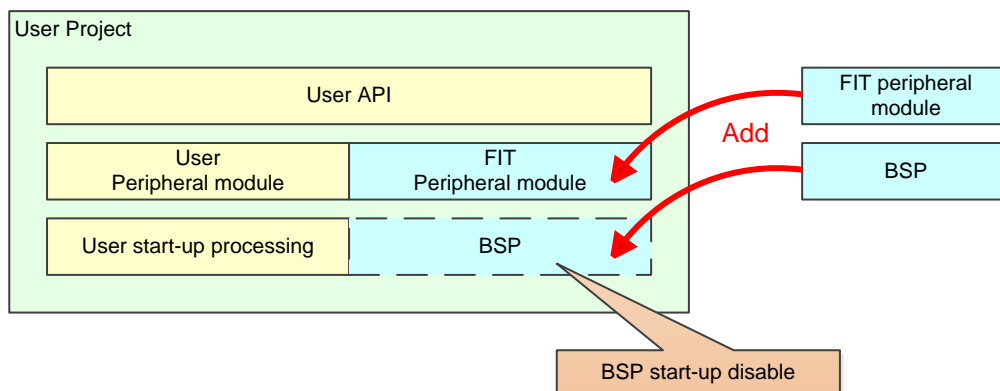 User Project
User API
FIT peripheral
module
Add
User
Peripheral module
FIT
Peripheral module
BSP
User start-up processing
BSP
BSP start-up disable